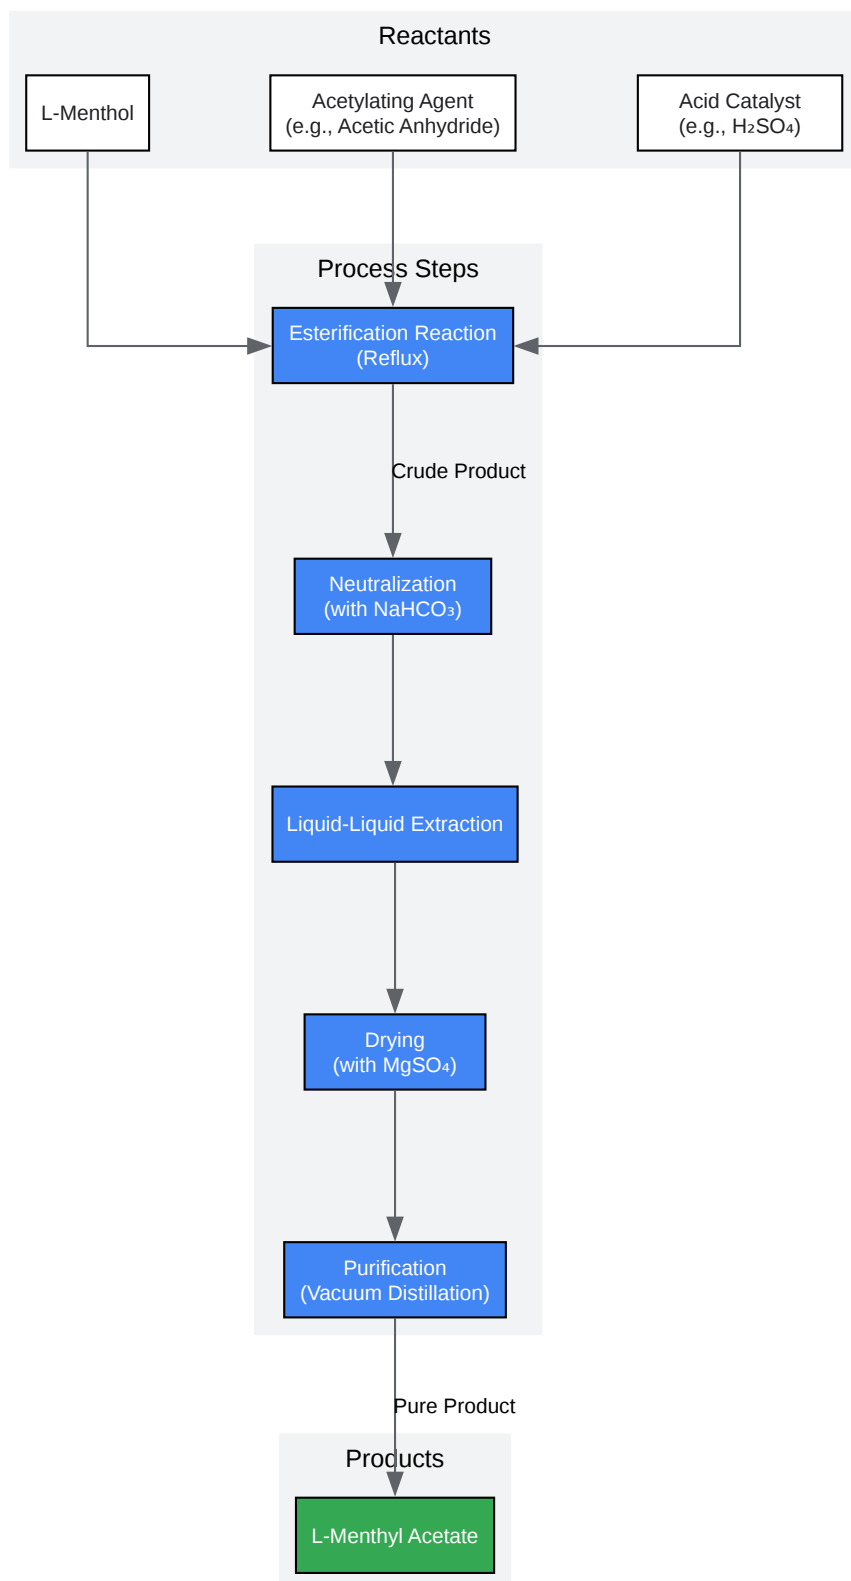 Reactants
L-Menthol
Acetylating Agent
(e.g., Acetic Anhydride)
Acid Catalyst
(e.g., H₂SO₄)
Process Steps
Esterification Reaction
(Reflux)
Crude Product
Neutralization
(with NaHCO₃)
Liquid-Liquid Extraction
Drying
(with MgSO₄)
Purification
(Vacuum Distillation)
Pure Product
Products
L-Menthyl Acetate